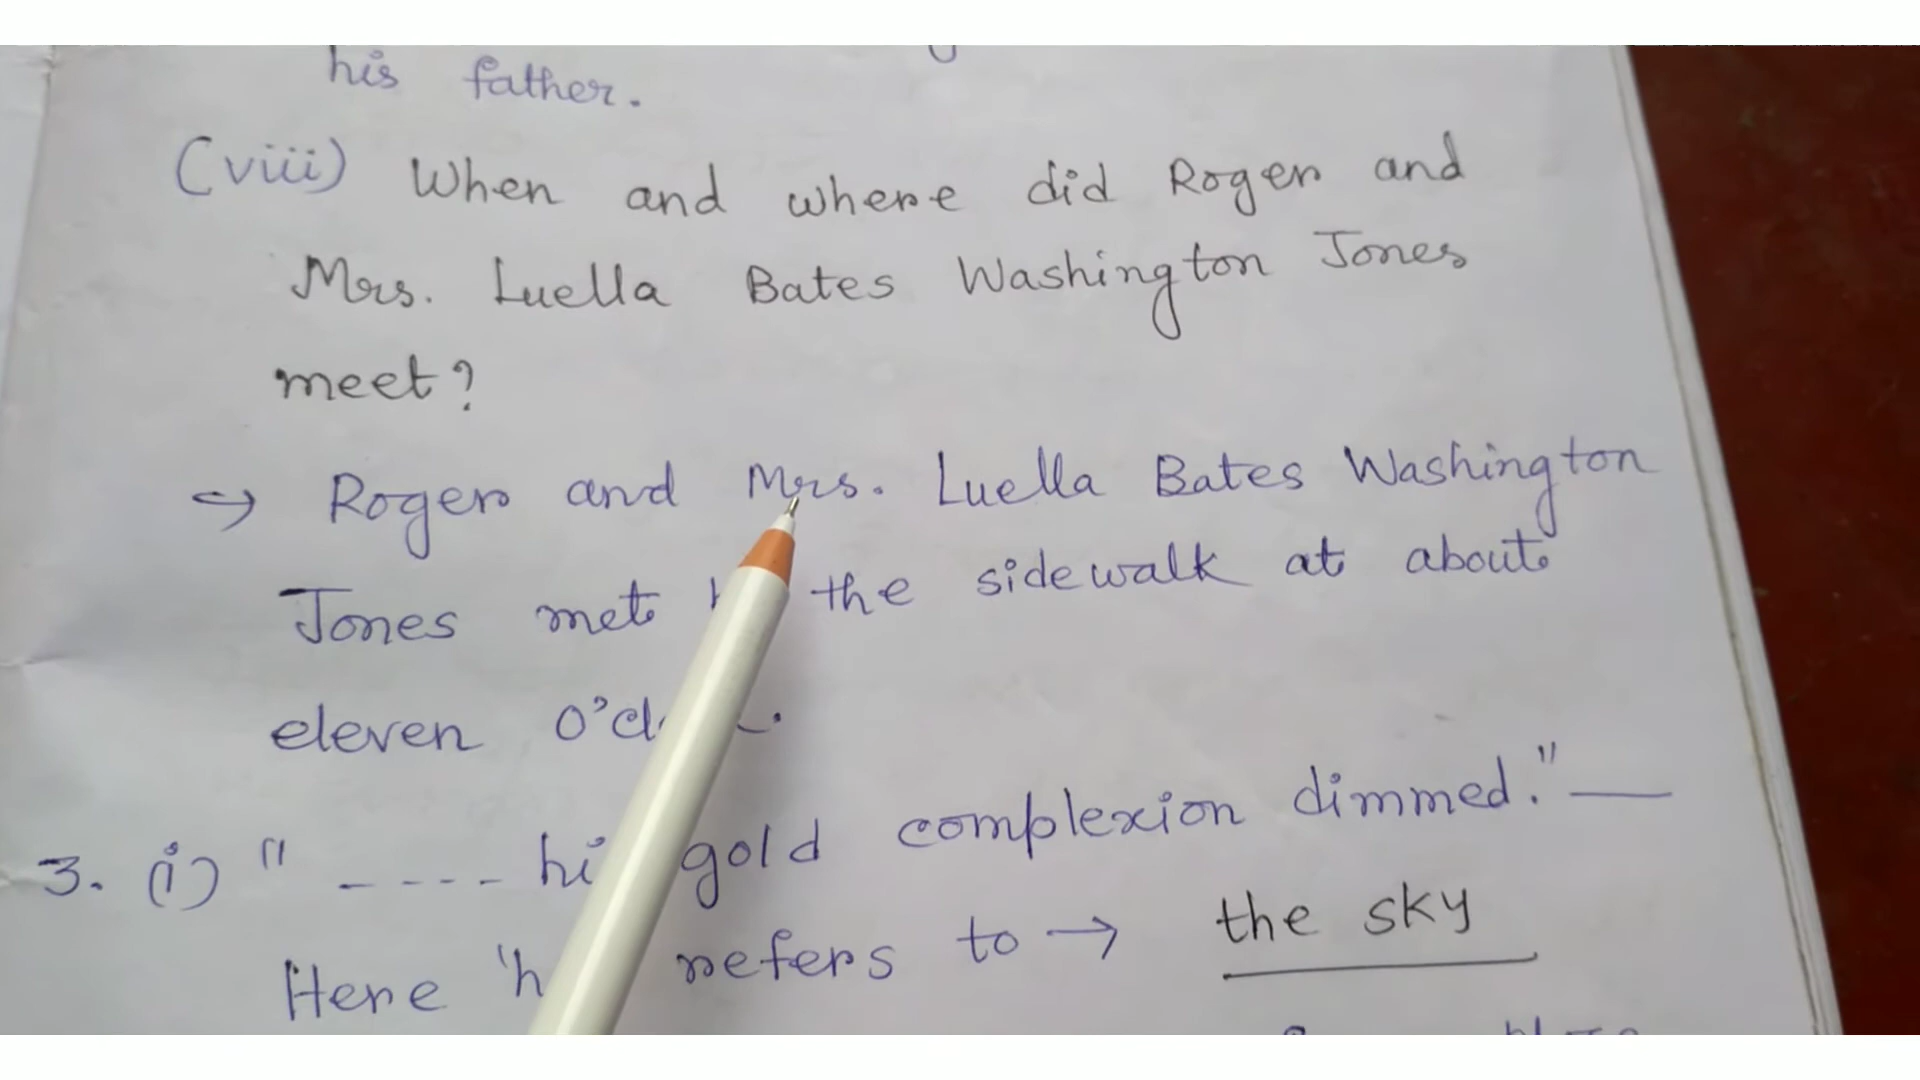 his father.
(viii) When and where did Roger and
Mrs. Luella Bates Washington Jones
meet?
→ Roger and Mrs. Luella Bates Washington
Jones met the sidewalk at about
eleven
3. (i) "---- gold complexion dimmed." —
Here refers to → the sky